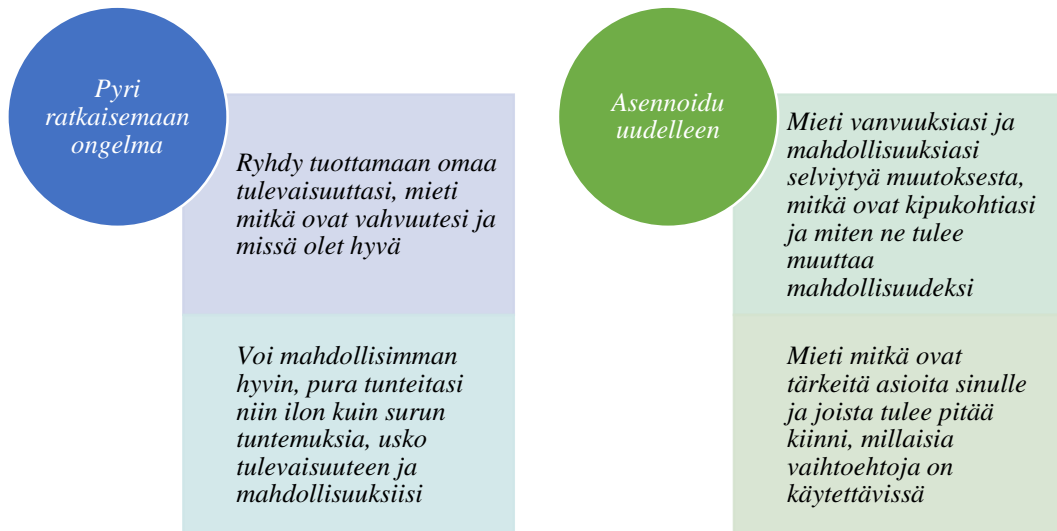 Pyri
ratkaisemaan
ongelma
Ryhdy tuottamaan omaa
tulevaisuuttasi, mieti
mitkä ovat vahvuutesi ja
missä olet hyvä
Voi mahdollisimman
hyvin, pura tunteitasi
niin ilon kuin surun
tuntemuksia, usko
tulevaisuuteen ja
mahdollisuuksiisi
Asennoidu
uudelleen
Mieti vanvuuksiasi ja
mahdollisuuksiasi
selviytyä muutoksesta,
mitkä ovat kipukohtiasi
ja miten ne tulee
muuttaa
mahdollisuudeksi
Mieti mitkä ovat
tärkeitä asioita sinulle
ja joista tulee pitää
kiinni, millaisia
vaihtoehtoja on
käytettävissä